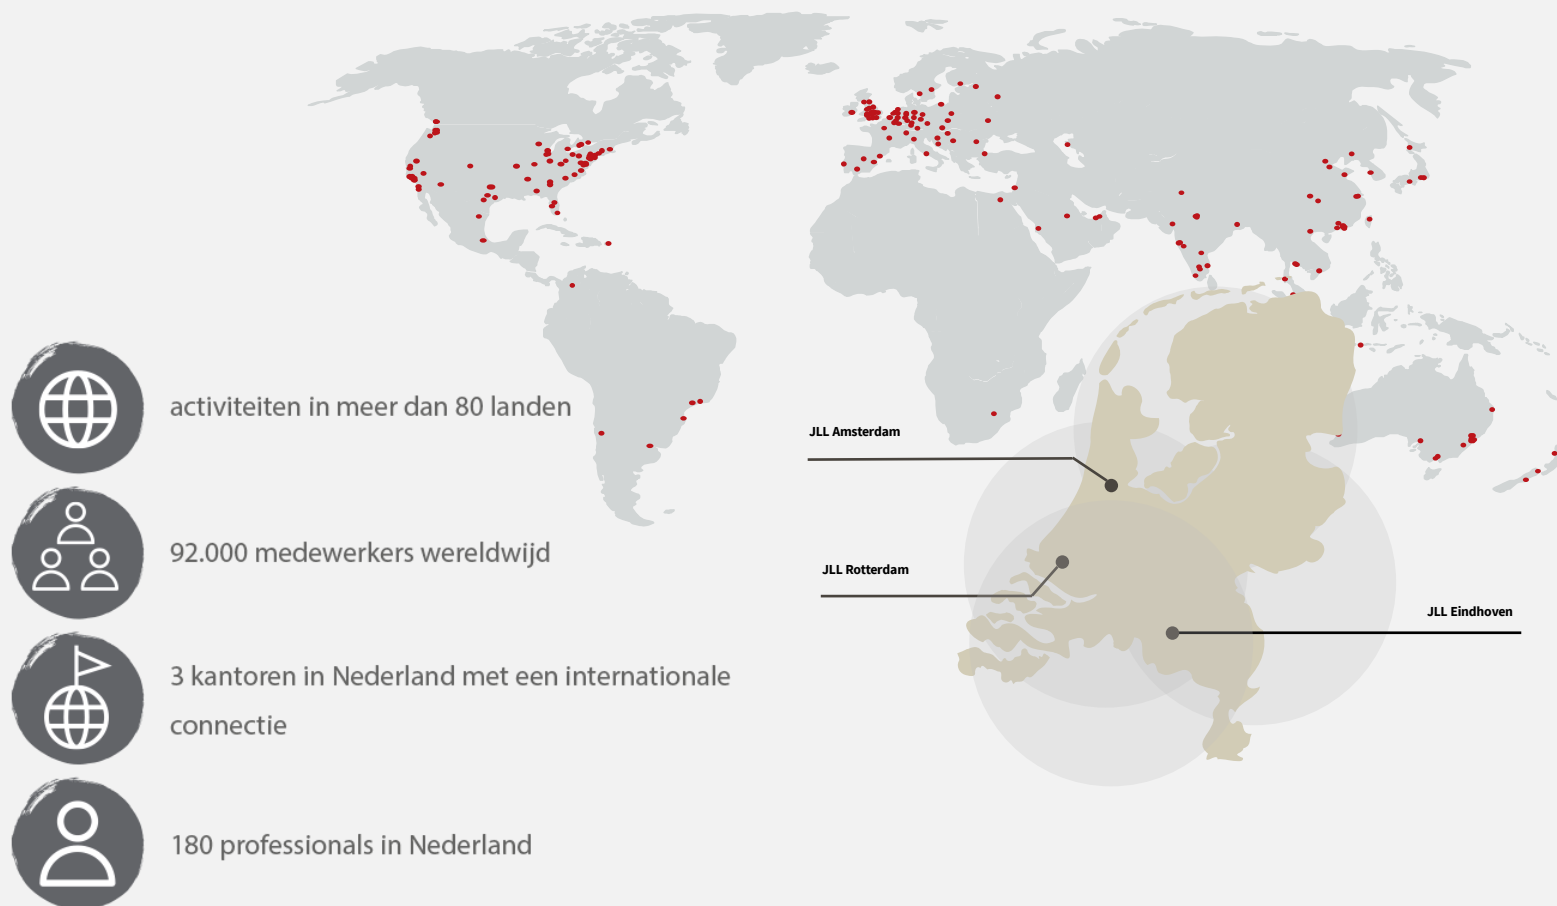 activiteiten in meer dan 80 landen
92.000 medewerkers wereldwijd
3 kantoren in Nederland met een internationale
connectie
180 professionals in Nederland
JLL Amsterdam
JLL Rotterdam
JLL Eindhoven